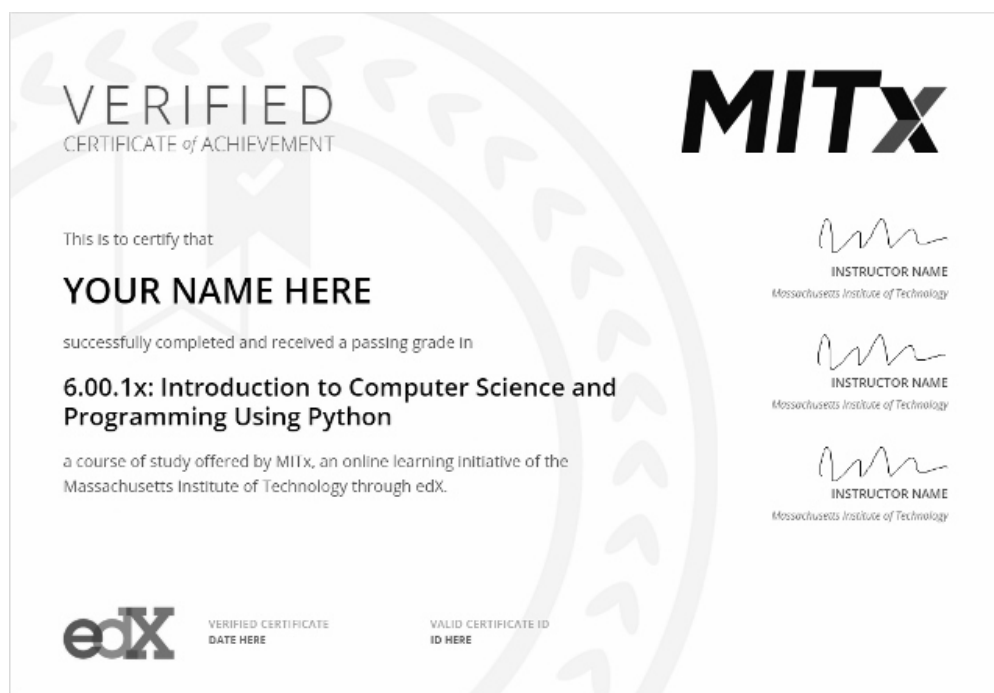 VERIFIED
CERTIFICATE of ACHIEVEMENT
MITx
This is to certify that
YOUR NAME HERE
successfully completed and received a passing grade in
6.00.1x: Introduction to Computer Science and
Programming Using Python
a course of study offered by MITx, an online learning initiative of the
Massachusetts Institute of Technology through edX.
INSTRUCTOR NAME
Massachusetts Institute of Technology
INSTRUCTOR NAME
Massachusetts Institute of Technology
INSTRUCTOR NAME
Massachusetts Institute of Technology
edX
VERIFIED CERTIFICATE
DATE HERE
VALID CERTIFICATE ID
ID HERE